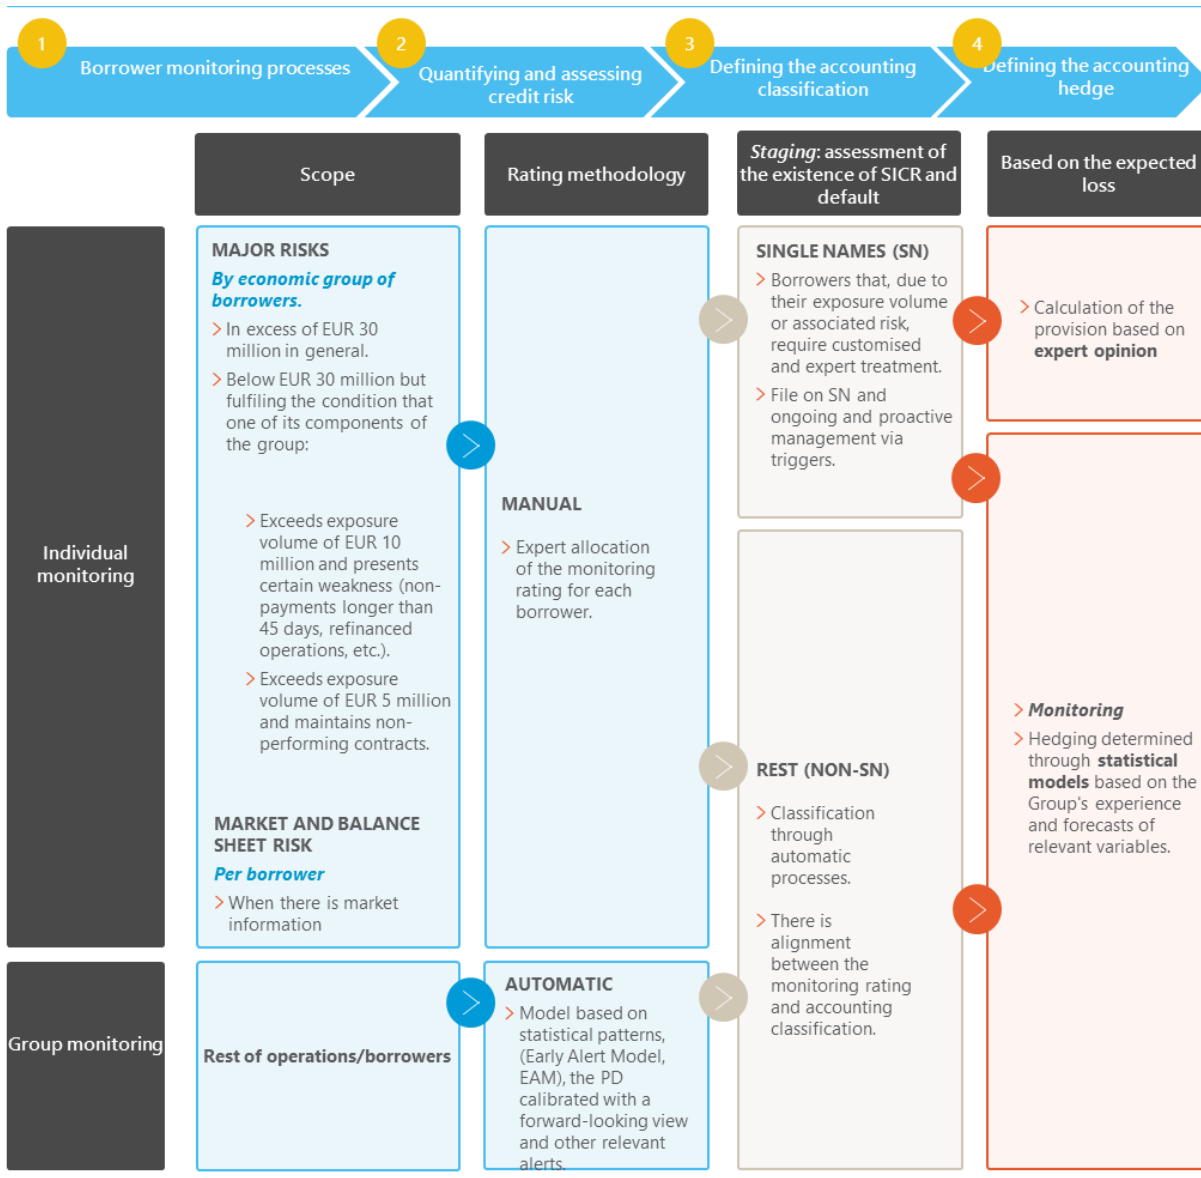 1
Borrower monitoring processes
2
Quantifying and assessing
credit risk
3
Defining the accounting
classification
4
Defining the accounting
hedge
Scope
Rating methodology
Staging: assessment of
the existence of SICR and
default
Based on the expected
loss
Individual
monitoring
MAJOR RISKS
By economic group of
borrowers.
In excess of EUR 30
million in general.
Below EUR 30 million but
fulfiling the condition that
one of its components of
the group:
Exceeds exposure
volume of EUR 10
million and presents
certain weakness (non-
payments longer than
45 days, refinanced
operations, etc.).
Exceeds exposure
volume of EUR 5 million
and maintains non-
performing contracts.
MARKET AND BALANCE
SHEET RISK
Per borrower
When there is market
information
MANUAL
Expert allocation
of the monitoring
rating for each
borrower.
SINGLE NAMES (SN)
Borrowers that, due to
their exposure volume
or associated risk,
require customised
and expert treatment.
File on SN and
ongoing and proactive
management via
triggers.
Calculation of the
provision based on
expert opinion
REST (NON-SN)
Classification
through
automatic
processes.
There is
alignment
between the
monitoring rating
and accounting
classification.
Monitoring
Hedging determined
through statistical
models based on the
Group's experience
and forecasts of
relevant variables.
Group monitoring
Rest of operations/borrowers
AUTOMATIC
Model based on
statistical patterns,
(Early Alert Model,
EAM), the PD
calibrated with a
forward-looking view
and other relevant
alerts.